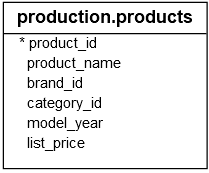 production.products
* product_id
product_name
brand_id
category_id
model_year
list_price